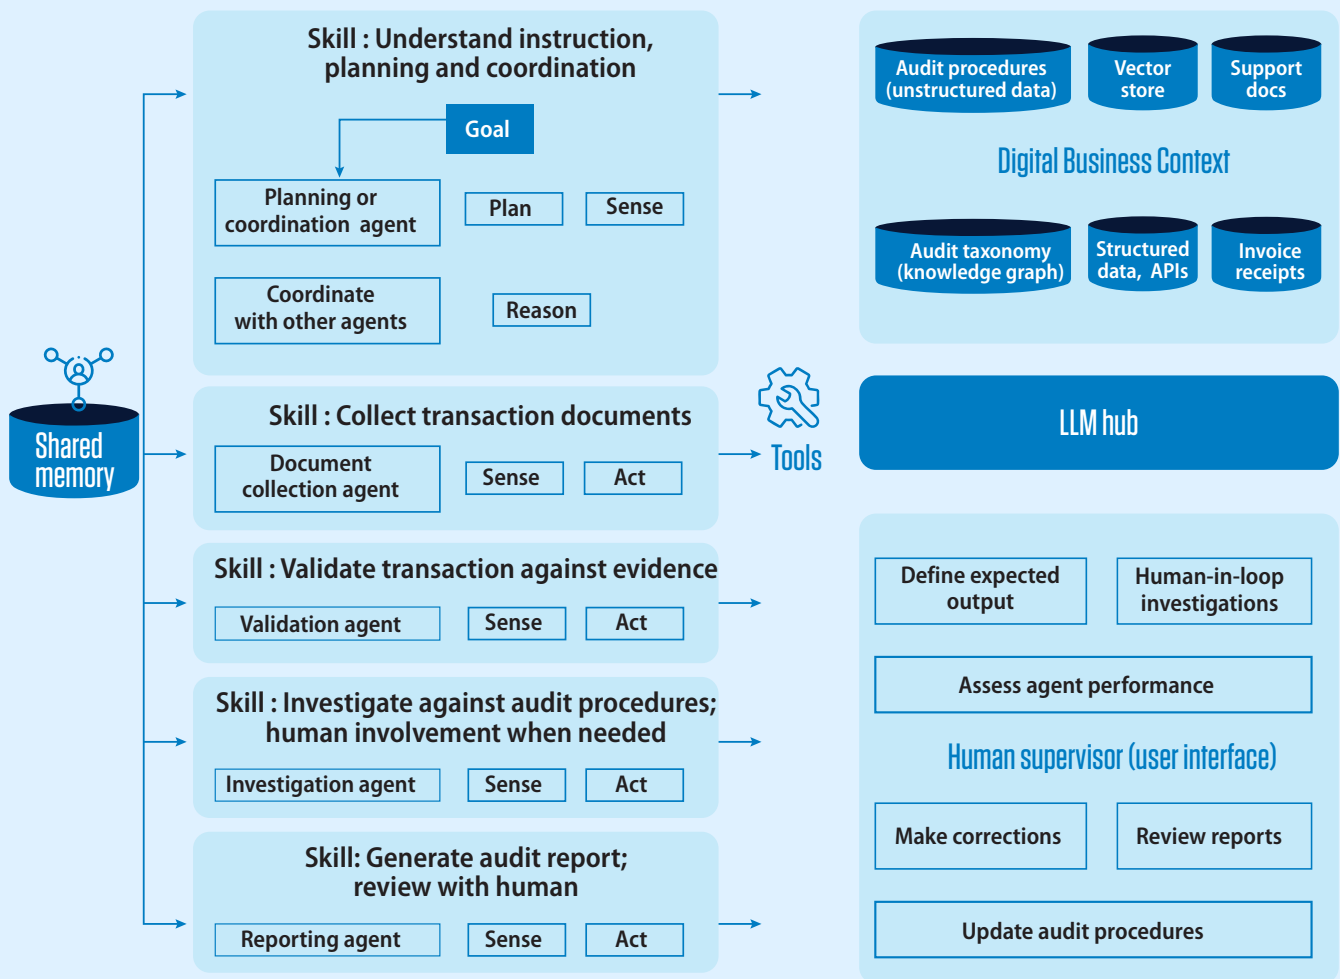 Skill : Understand instruction,
planning and coordination
Goal
Planning or
coordination agent
Plan
Sense
Coordinate
with other agents
Reason
Shared
memory
Skill : Collect transaction documents
Document
collection agent
Sense
Act
Skill : Validate transaction against evidence
Validation agent
Sense
Act
Skill : Investigate against audit procedures;
human involvement when needed
Investigation agent
Sense
Act
Skill: Generate audit report;
review with human
Reporting agent
Sense
Act
Tools
Audit procedures
(unstructured data)
Vector
store
Support
docs
Digital Business Context
Audit taxonomy
(knowledge graph)
Structured
data, APIs
Invoice
receipts
LLM hub
Define expected
output
Human-in-loop
investigations
Assess agent performance
Human supervisor (user interface)
Make corrections
Review reports
Update audit procedures